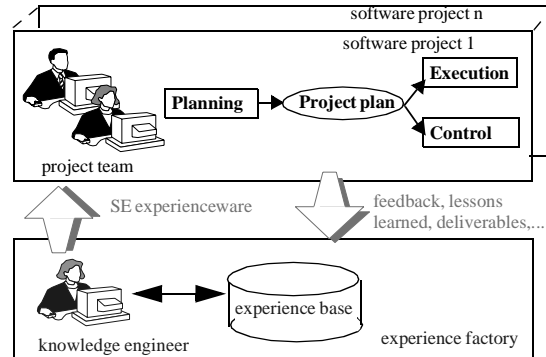 software project n
software project 1
Execution
Planning
Project plan
Control
project team
SE experienceware
feedback, lessons
learned, deliverables,...
experience base
knowledge engineer
experience factory